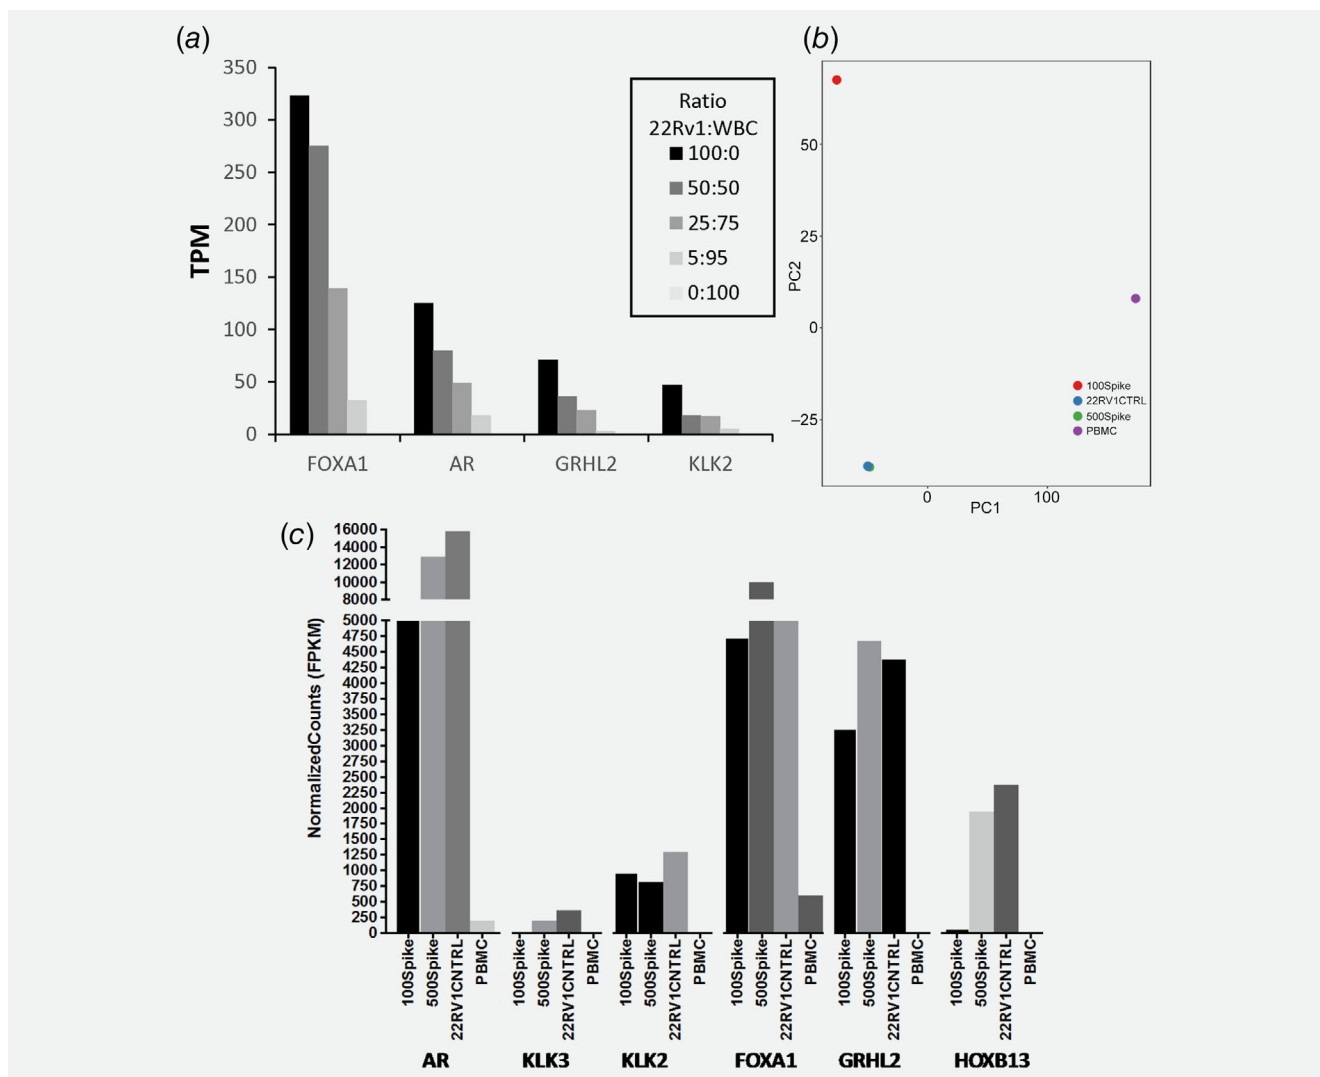 (a)
350
300
250
200
150
100
50
0
TPM
FOXA1 AR GRHL2 KLK2
Ratio
22Rv1:WBC
100:0
50:50
25:75
5:95
0:100
(b)
50
25
0
−25
PC2
0 100
PC1
100Spike
22RV1CTRL
500Spike
PBMC
(c)
16000
14000
12000
10000
8000
5000
4750
4500
4250
4000
3750
3500
3250
3000
2750
2500
2250
2000
1750
1500
1250
1000
750
500
250
0
NormalizedCounts (FPKM)
100Spike 500Spike 22RV1CNTRL PBMC
100Spike 500Spike 22RV1CNTRL PBMC
100Spike 500Spike 22RV1CNTRL PBMC
100Spike 500Spike 22RV1CNTRL PBMC
100Spike 500Spike 22RV1CNTRL PBMC
100Spike 500Spike 22RV1CNTRL PBMC
AR KLK3 KLK2 FOXA1 GRHL2 HOXB13